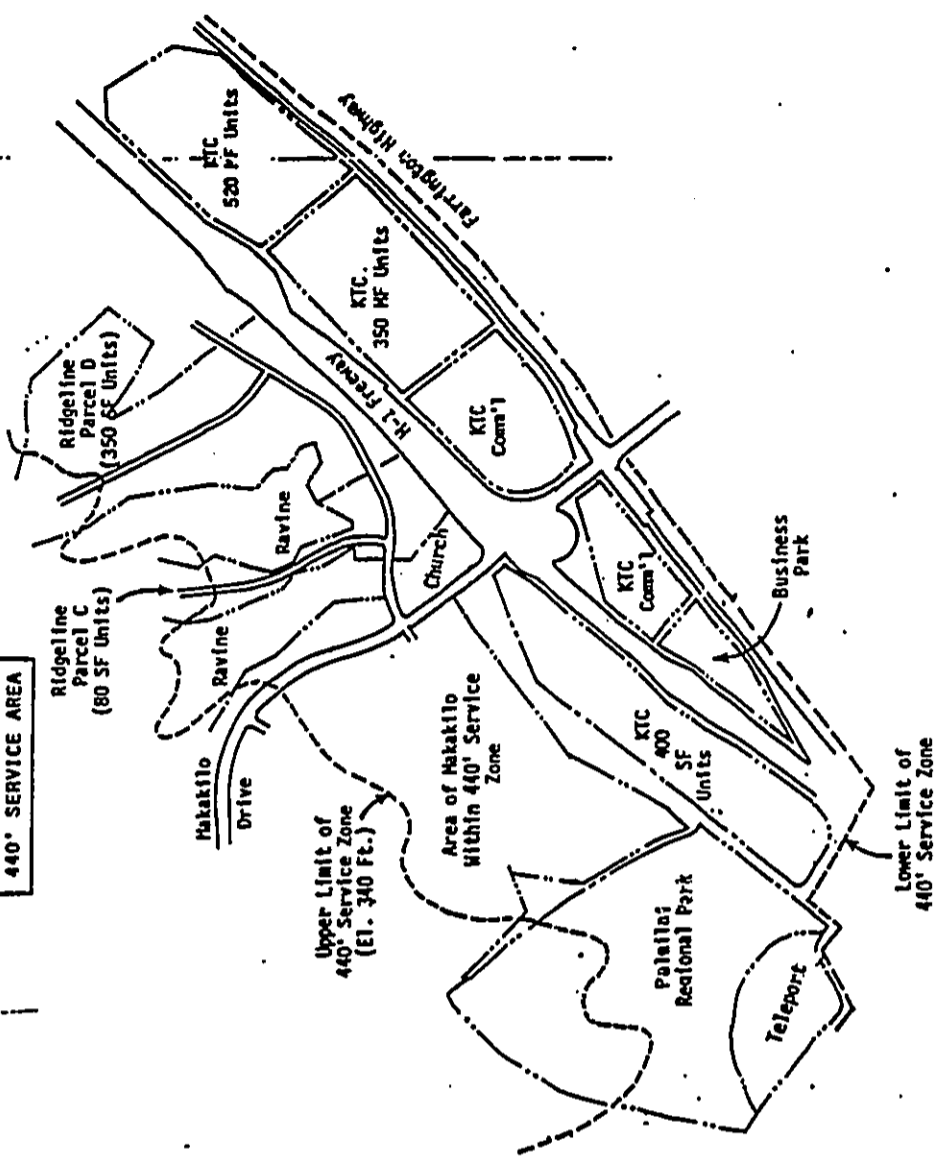 440' SERVICE AREA
KTC
520 MF Units
Farrington Highway
KTC.
350 MF Units
H-1 Freeway
KTC
Comm'l
Ridgeline
Parcel D
(350 SF Units)
Ravine
Ridgeline
Parcel C
(80 SF Units)
Ravine
Church
Makakilo
Drive
KTC
Comm'l
Business
Park
Upper Limit of
440' Service Zone
(El. 340 Ft.)
Area of Makakilo
Within 440' Service
Zone
KTC
400
SF
Units
Palailai
Regional Park
Teleport
Lower Limit of
440' Service Zone